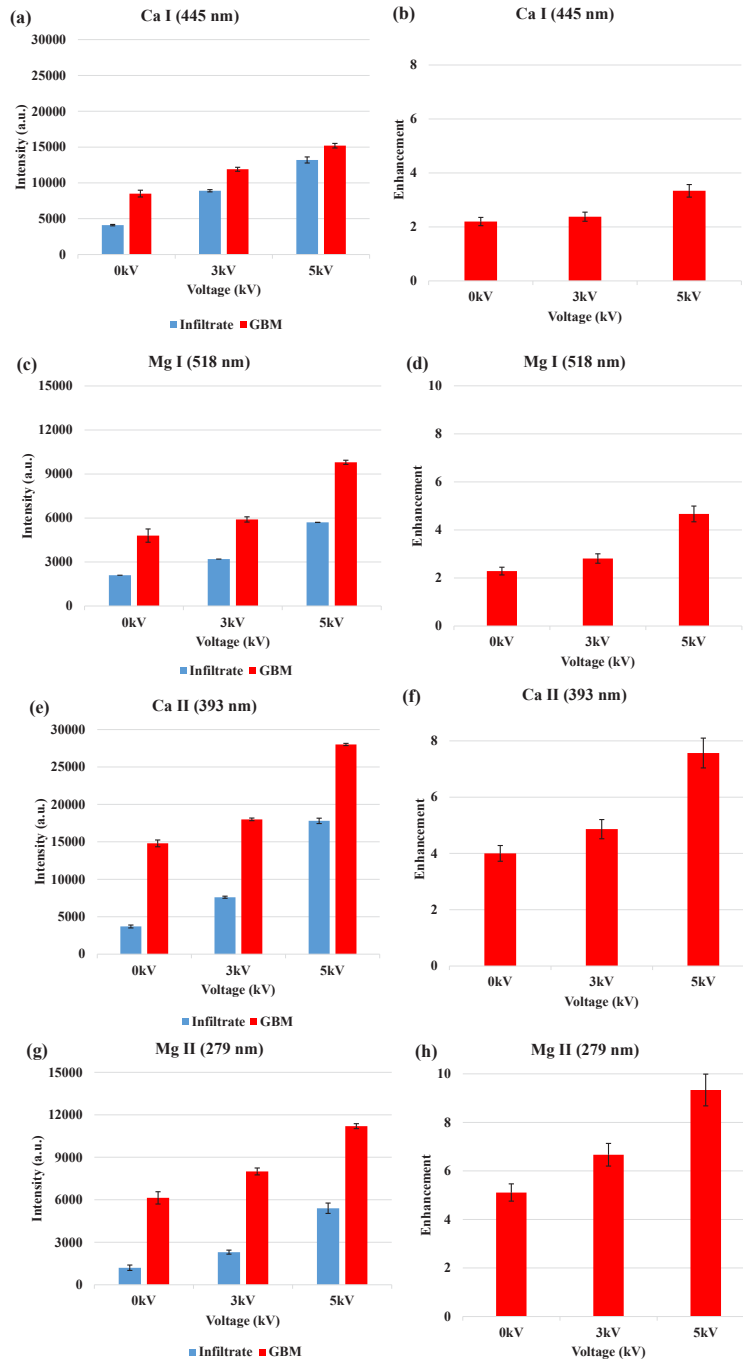 (a)
Ca I (445 nm)
30000
25000
20000
15000
10000
5000
0
Intensity (a.u.)
0kV 3kV 5kV
Voltage (kV)
Infiltrate GBM
(b)
Ca I (445 nm)
8
6
4
2
0
Enhancement
0kV 3kV 5kV
Voltage (kV)
(c)
Mg I (518 nm)
15000
12000
9000
6000
3000
0
Intensity (a.u.)
0kV 3kV 5kV
Voltage (kV)
Infiltrate GBM
(d)
Mg I (518 nm)
10
8
6
4
2
0
Enhancement
0kV 3kV 5kV
Voltage (kV)
(e)
Ca II (393 nm)
30000
25000
20000
15000
10000
5000
0
Intensity (a.u.)
0kV 3kV 5kV
Voltage (kV)
Infiltrate GBM
(f)
Ca II (393 nm)
8
6
4
2
0
Enhancement
0kV 3kV 5kV
Voltage (kV)
(g)
Mg II (279 nm)
15000
12000
9000
6000
3000
0
Intensity (a.u.)
0kV 3kV 5kV
Voltage (kV)
Infiltrate GBM
(h)
Mg II (279 nm)
10
8
6
4
2
0
Enhancement
0kV 3kV 5kV
Voltage (kV)